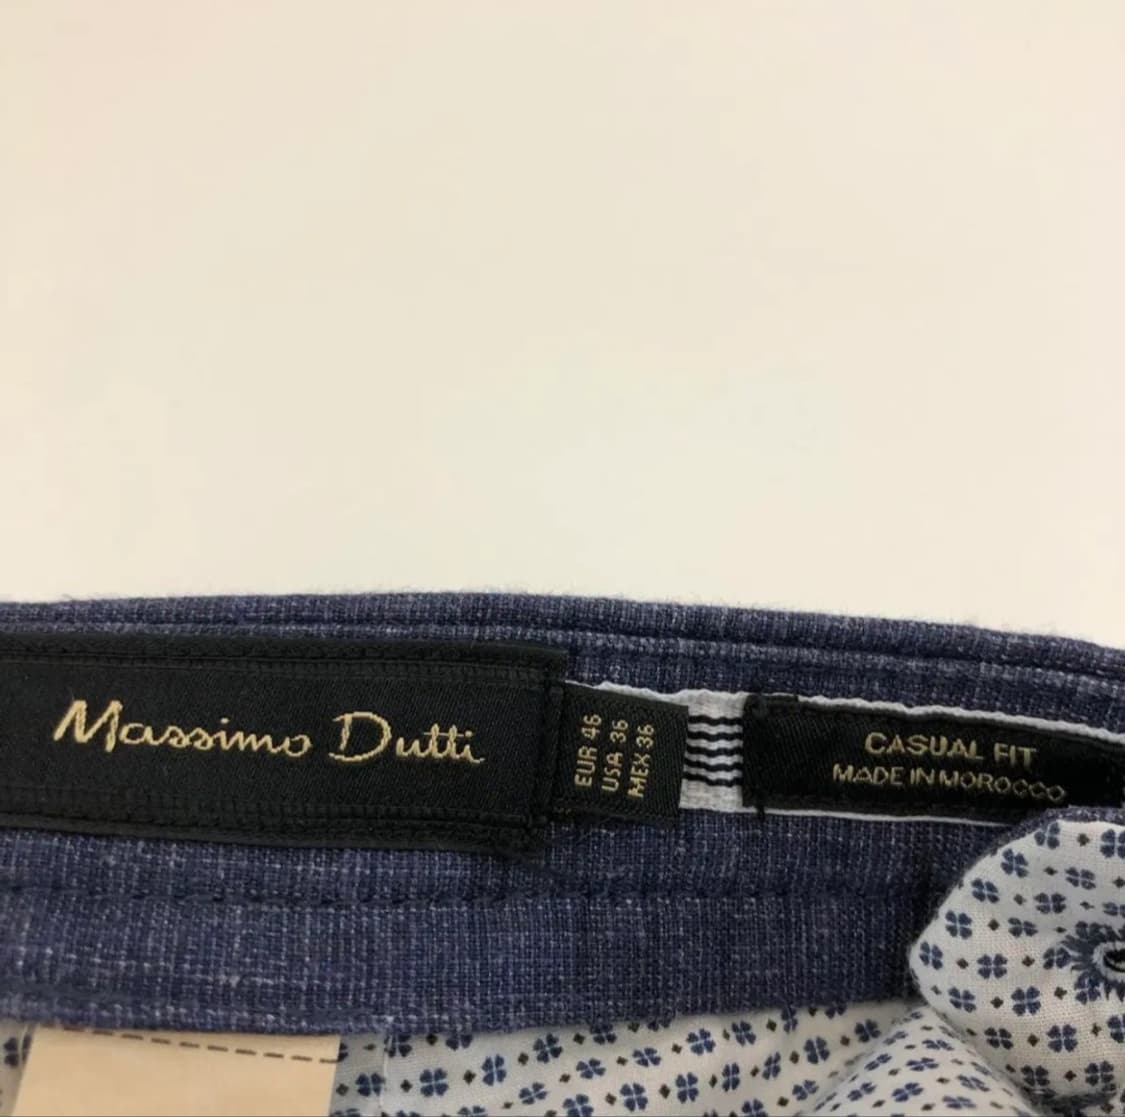 Massimo Dutti
EUR 46
USA 36
MEX 36
CASUAL FIT
MADE IN MOROCCO